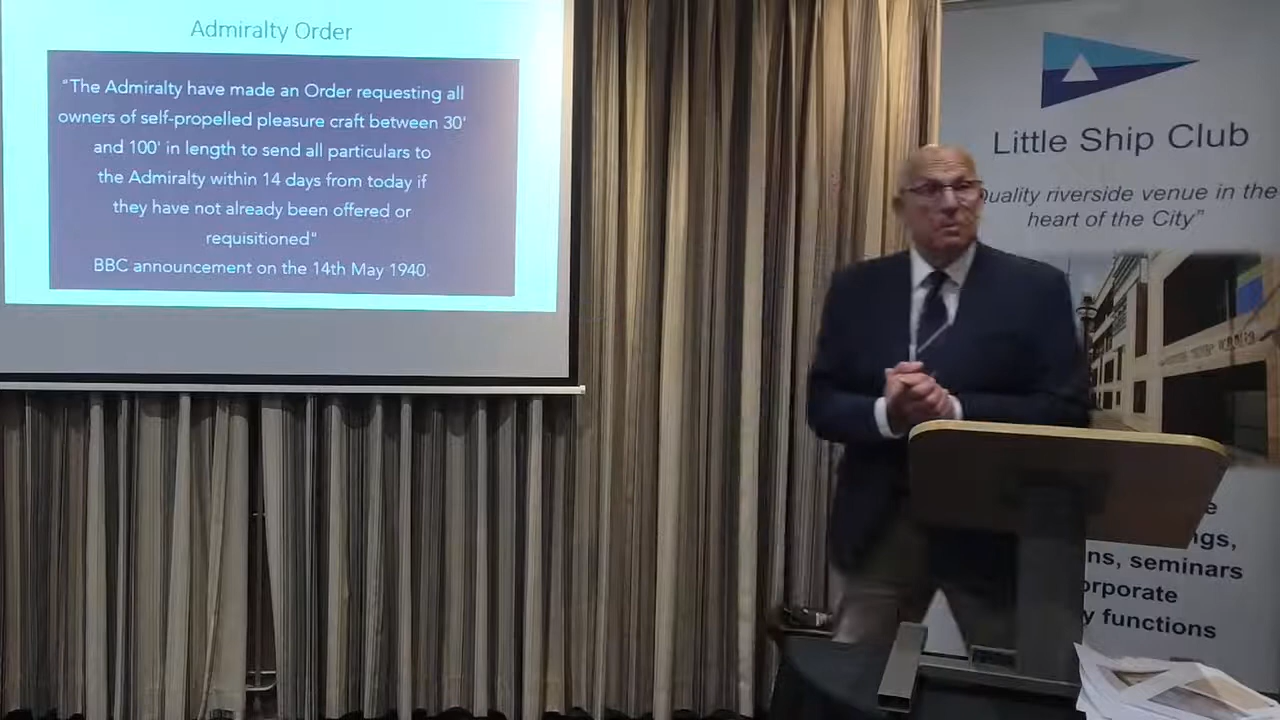 Admiralty Order
"The Admiralty have made an Order requesting all
owners of self-propelled pleasure craft between 30'
and 100' in length to send all particulars to
the Admiralty within 14 days from today if
they have not already been offered or
requisitioned"
BBC announcement on the 14th May 1940.
Little Ship Club
uality riverside venue in the
heart of the City"
ngs,
ns, seminars
orporate
y functions